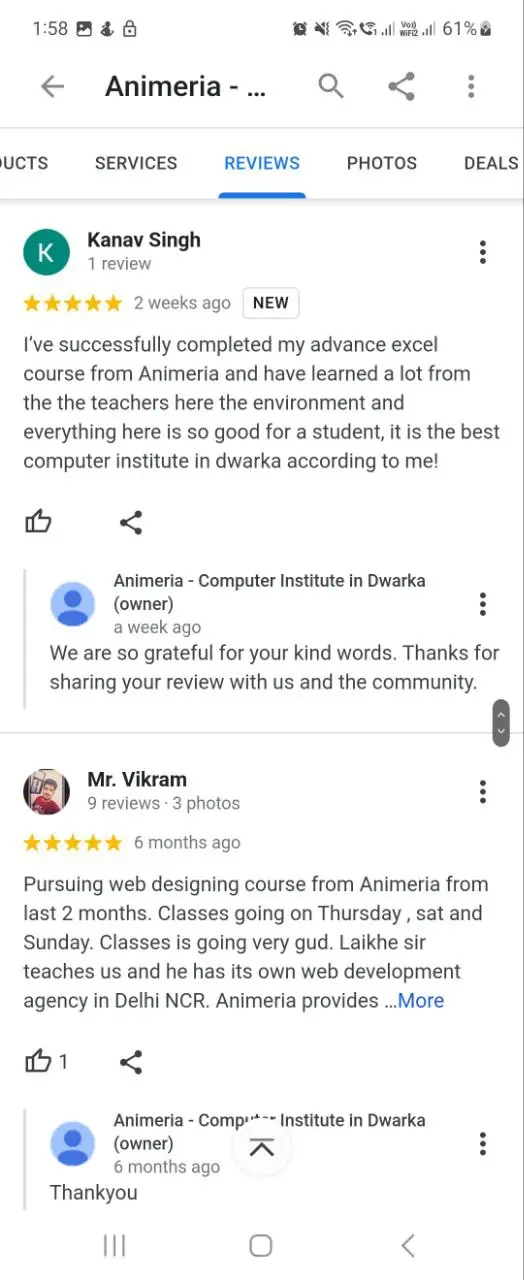 1:58 Vo)) WiFi2 61%
Animeria - ...
UCTS SERVICES REVIEWS PHOTOS DEALS
K
Kanav Singh
1 review
2 weeks ago NEW
I've successfully completed my advance excel
course from Animeria and have learned a lot from
the the teachers here the environment and
everything here is so good for a student, it is the best
computer institute in dwarka according to me!
Animeria - Computer Institute in Dwarka
(owner)
a week ago
We are so grateful for your kind words. Thanks for
sharing your review with us and the community.
Mr. Vikram
9 reviews · 3 photos
6 months ago
Pursuing web designing course from Animeria from
last 2 months. Classes going on Thursday , sat and
Sunday. Classes is going very gud. Laikhe sir
teaches us and he has its own web development
agency in Delhi NCR. Animeria provides ...More
1
Animeria - Computer Institute in Dwarka
(owner)
6 months ago
Thankyou